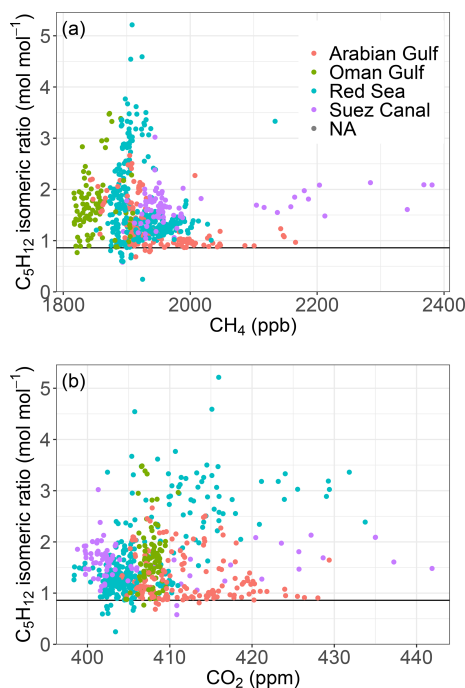 (a)
C₅H₁₂ isomeric ratio (mol mol⁻¹)
5
4
3
2
1
0
Arabian Gulf
Oman Gulf
Red Sea
Suez Canal
NA
1800 2000 2200 2400
CH₄ (ppb)
(b)
C₅H₁₂ isomeric ratio (mol mol⁻¹)
5
4
3
2
1
0
400 410 420 430 440
CO₂ (ppm)